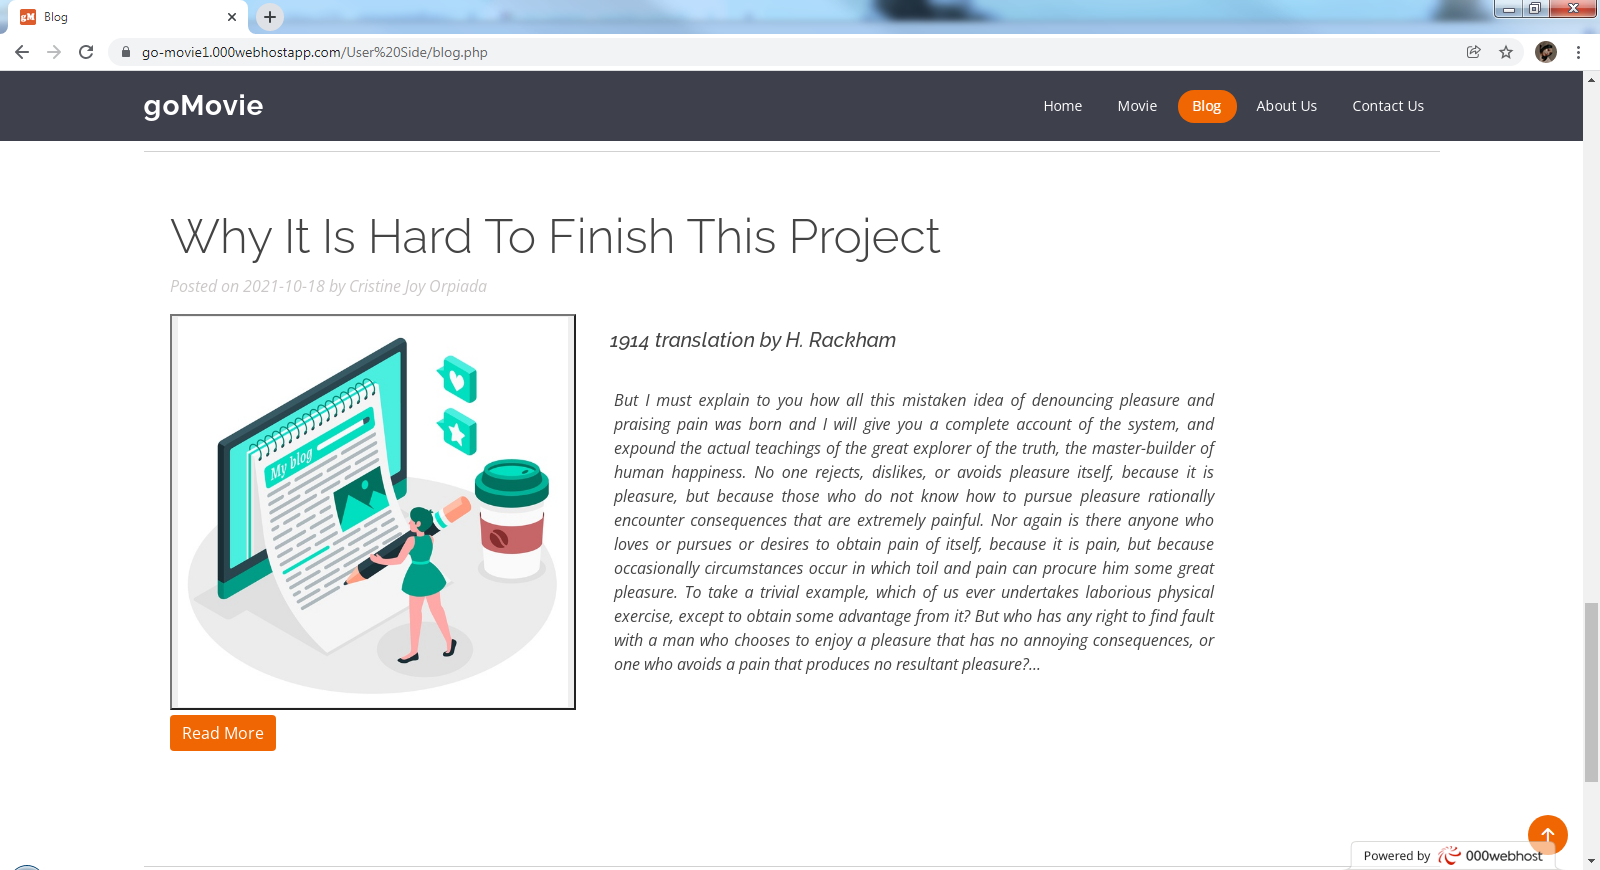 gM Blog
go-movie1.000webhostapp.com/User%20Side/blog.php
goMovie
Home Movie Blog About Us Contact Us
Why It Is Hard To Finish This Project
Posted on 2021-10-18 by Cristine Joy Orpiada
My blog
1914 translation by H. Rackham
But I must explain to you how all this mistaken idea of denouncing pleasure and
praising pain was born and I will give you a complete account of the system, and
expound the actual teachings of the great explorer of the truth, the master-builder of
human happiness. No one rejects, dislikes, or avoids pleasure itself, because it is
pleasure, but because those who do not know how to pursue pleasure rationally
encounter consequences that are extremely painful. Nor again is there anyone who
loves or pursues or desires to obtain pain of itself, because it is pain, but because
occasionally circumstances occur in which toil and pain can procure him some great
pleasure. To take a trivial example, which of us ever undertakes laborious physical
exercise, except to obtain some advantage from it? But who has any right to find fault
with a man who chooses to enjoy a pleasure that has no annoying consequences, or
one who avoids a pain that produces no resultant pleasure?...
Read More
Powered by 000webhost